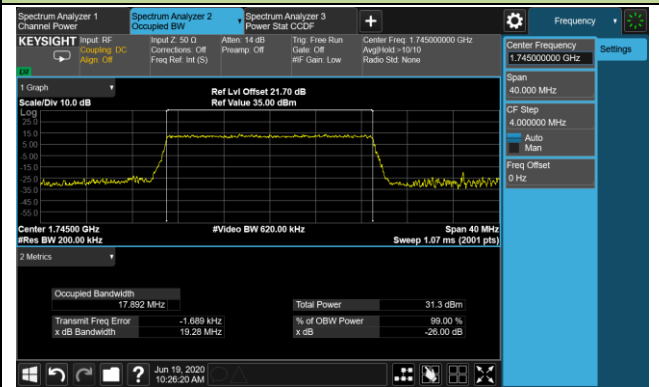 Spectrum Analyzer 1
Channel Power
Spectrum Analyzer 2
Occupied BW
Spectrum Analyzer 3
Power Stat CCDF
Frequency
KEYSIGHT
Input: RF
Coupling: DC
Align: Off
Input Z: 50 Ω
Corrections: Off
Freq Ref: Int (S)
Atten: 14 dB
Preamp: Off
Trig: Free Run
Gate: Off
#IF Gain: Low
Center Freq: 1.745000000 GHz
Avg|Hold:>10/10
Radio Std: None
Center Frequency
1.745000000 GHz
Settings
Span
40.000 MHz
CF Step
4.000000 MHz
Auto
Man
Freq Offset
0 Hz
1 Graph
Scale/Div 10.0 dB
Ref Lvl Offset 21.70 dB
Ref Value 35.00 dBm
Log
25.0
15.0
5.00
-5.00
-15.0
-25.0
-35.0
-45.0
-55.0
Center 1.74500 GHz
#Res BW 200.00 kHz
#Video BW 620.00 kHz
Span 40 MHz
Sweep 1.07 ms (2001 pts)
2 Metrics
Occupied Bandwidth
17.892 MHz
Total Power 31.3 dBm
Transmit Freq Error -1.689 kHz
% of OBW Power 99.00 %
x dB Bandwidth 19.28 MHz
x dB -26.00 dB
Jun 19, 2020
10:26:20 AM